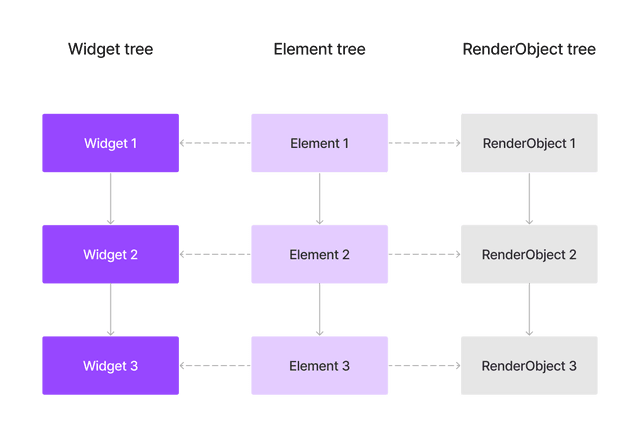 Widget tree
Element tree
RenderObject tree
Widget 1
Element 1
RenderObject 1
Widget 2
Element 2
RenderObject 2
Widget 3
Element 3
RenderObject 3